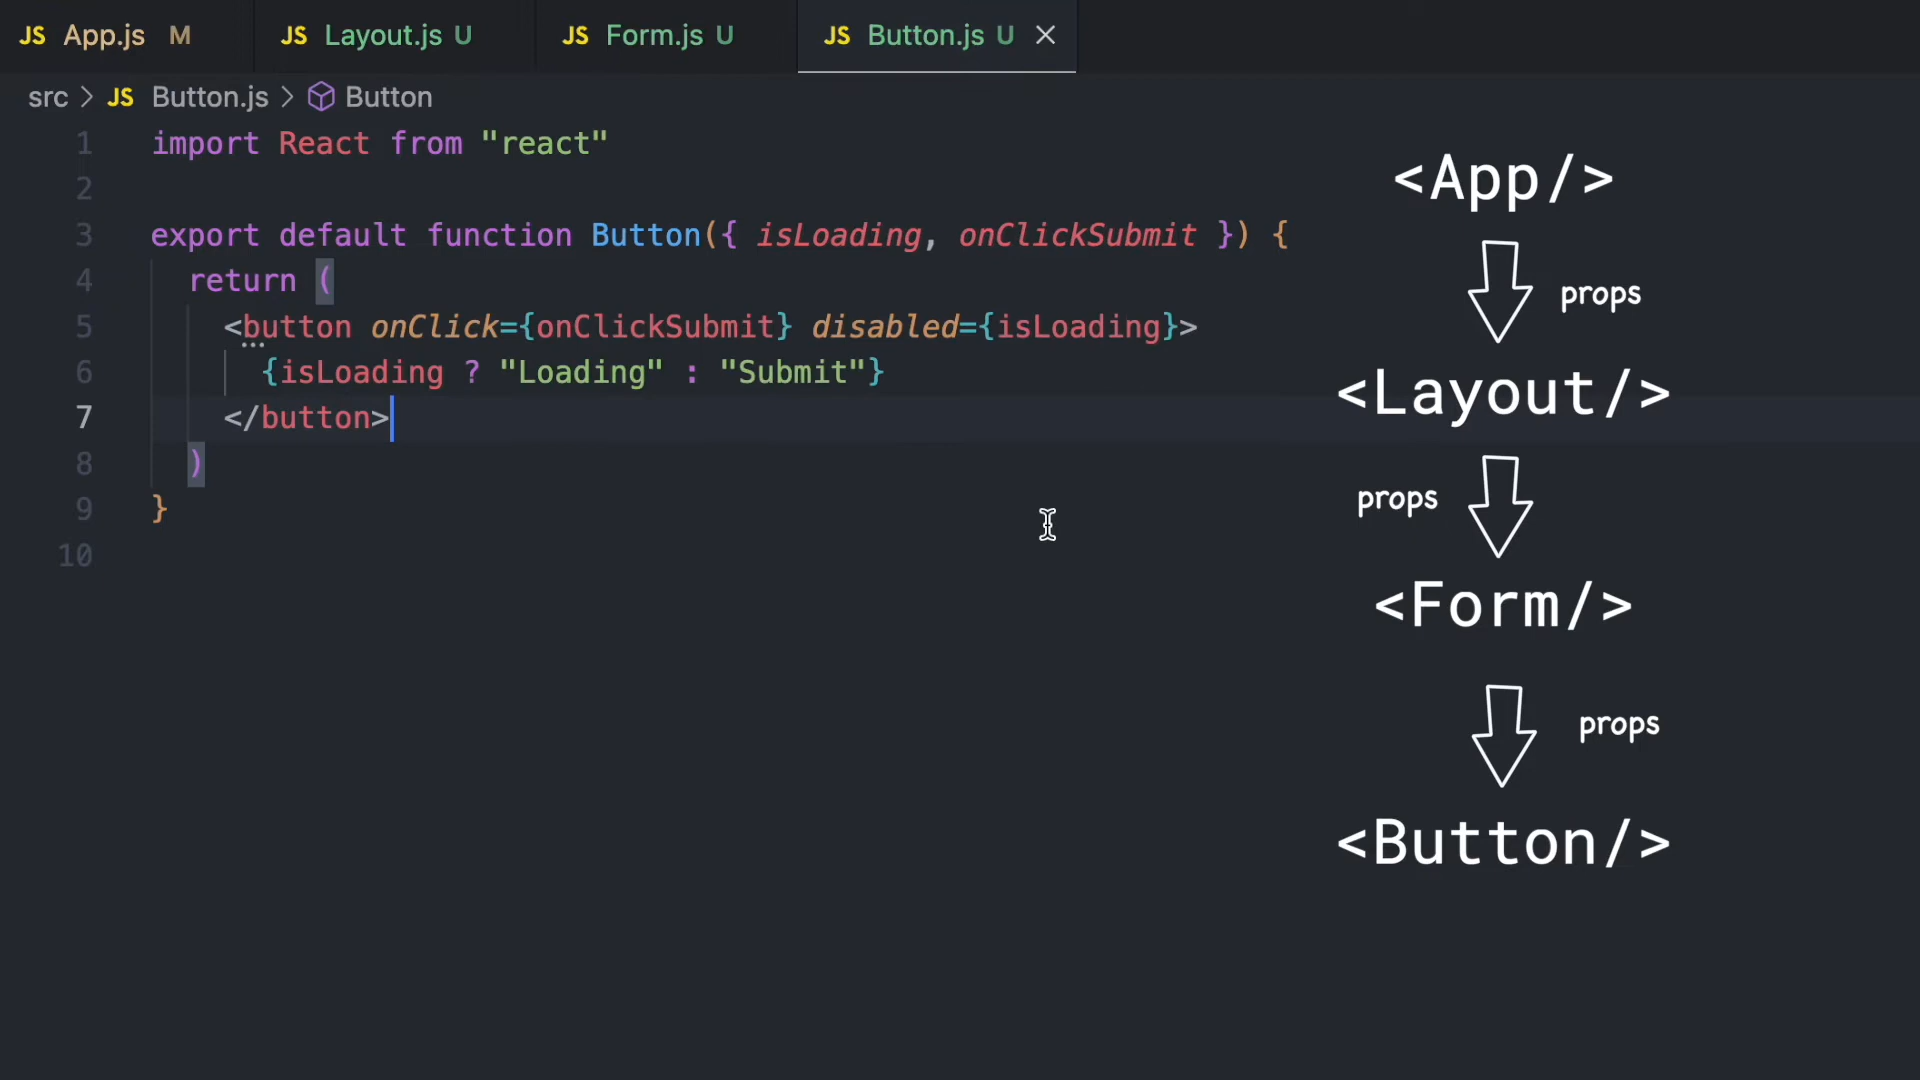 JS App.js M JS Layout.js U JS Form.js U JS Button.js U
src > JS Button.js > Button
1 import React from "react"
2
3 export default function Button({ isLoading, onClickSubmit }) {
4 return (
5 <button onClick={onClickSubmit} disabled={isLoading}>
6 {isLoading ? "Loading" : "Submit"}
7 </button>
8 )
9 }
10
<App/>
props
<Layout/>
props
<Form/>
props
<Button/>